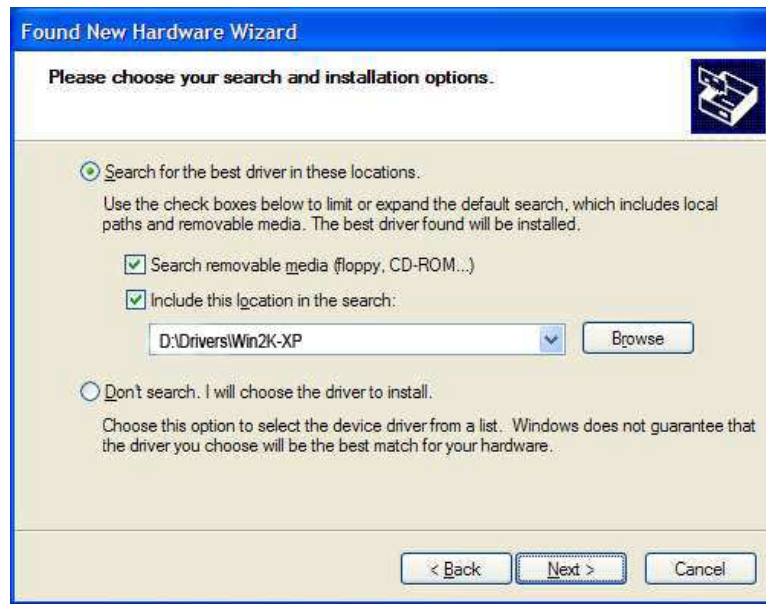 Found New Hardware Wizard
Please choose your search and installation options.
Search for the best driver in these locations.
Use the check boxes below to limit or expand the default search, which includes local
paths and removable media. The best driver found will be installed.
Search removable media (floppy, CD-ROM...)
Include this location in the search:
D:\Drivers\Win2K-XP
Browse
Don't search. I will choose the driver to install.
Choose this option to select the device driver from a list. Windows does not guarantee that
the driver you choose will be the best match for your hardware.
< Back
Next >
Cancel